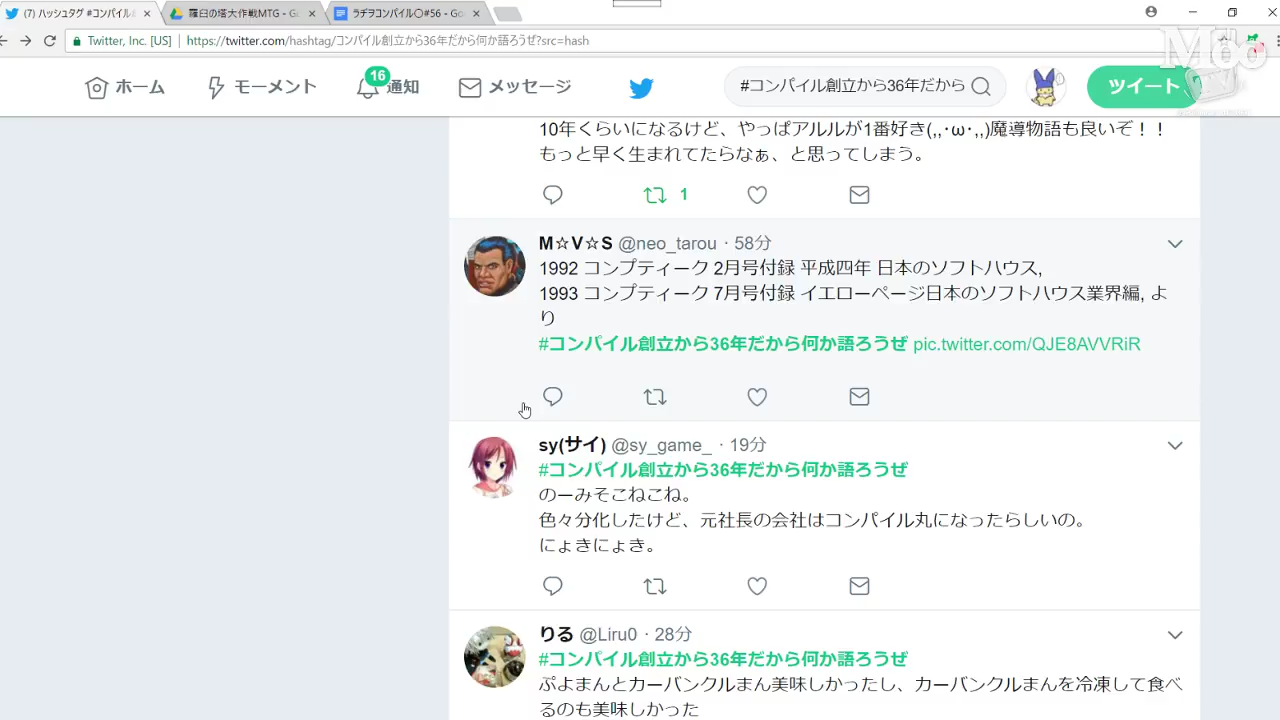 (7) ハッシュタグ #コンパイル
羅臼の塔大作戦MTG - G
ラヂヲコンパイル〇#56 - Go
Twitter, Inc. [US] | https://twitter.com/hashtag/コンパイル創立から36年だから何か語ろうぜ?src=hash
ホーム
モーメント
16
通知
メッセージ
#コンパイル創立から36年だから
ツイート
10年くらいになるけど、やっぱアルルが1番好き(,,･ω･,,)魔導物語も良いぞ！！
もっと早く生まれてたらなぁ、と思ってしまう。
1
M☆V☆S @neo_tarou · 58分
1992 コンプティーク 2月号付録 平成四年 日本のソフトハウス,
1993 コンプティーク 7月号付録 イエローページ日本のソフトハウス業界編, よ
り
#コンパイル創立から36年だから何か語ろうぜ pic.twitter.com/QJE8AVVRiR
sy(サイ) @sy_game_ · 19分
#コンパイル創立から36年だから何か語ろうぜ
のーみそこねこね。
色々分化したけど、元社長の会社はコンパイル丸になったらしいの。
にょきにょき。
りる @Liru0 · 28分
#コンパイル創立から36年だから何か語ろうぜ
ぷよまんとカーバンクルまん美味しかったし、カーバンクルまんを冷凍して食べ
るのも美味しかった